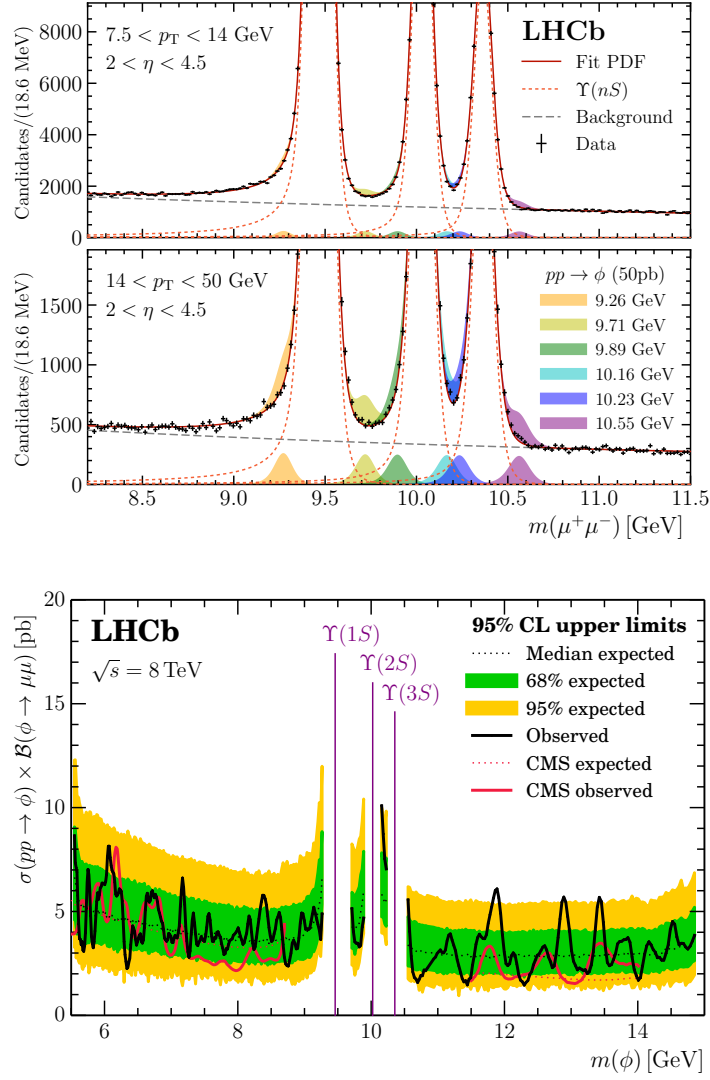 7.5 < p_T < 14 GeV
2 < η < 4.5
LHCb
Fit PDF
Υ(nS)
Background
Data
Candidates/(18.6 MeV)
8000
6000
4000
2000
0
14 < p_T < 50 GeV
2 < η < 4.5
pp → ϕ (50pb)
9.26 GeV
9.71 GeV
9.89 GeV
10.16 GeV
10.23 GeV
10.55 GeV
Candidates/(18.6 MeV)
1500
1000
500
0
8.5 9.0 9.5 10.0 10.5 11.0 11.5
m(μ⁺μ⁻) [GeV]
LHCb
√s = 8 TeV
Υ(1S)
Υ(2S)
Υ(3S)
95% CL upper limits
Median expected
68% expected
95% expected
Observed
CMS expected
CMS observed
σ(pp → ϕ) × B(ϕ → μμ) [pb]
20
15
10
5
0
6 8 10 12 14
m(ϕ) [GeV]